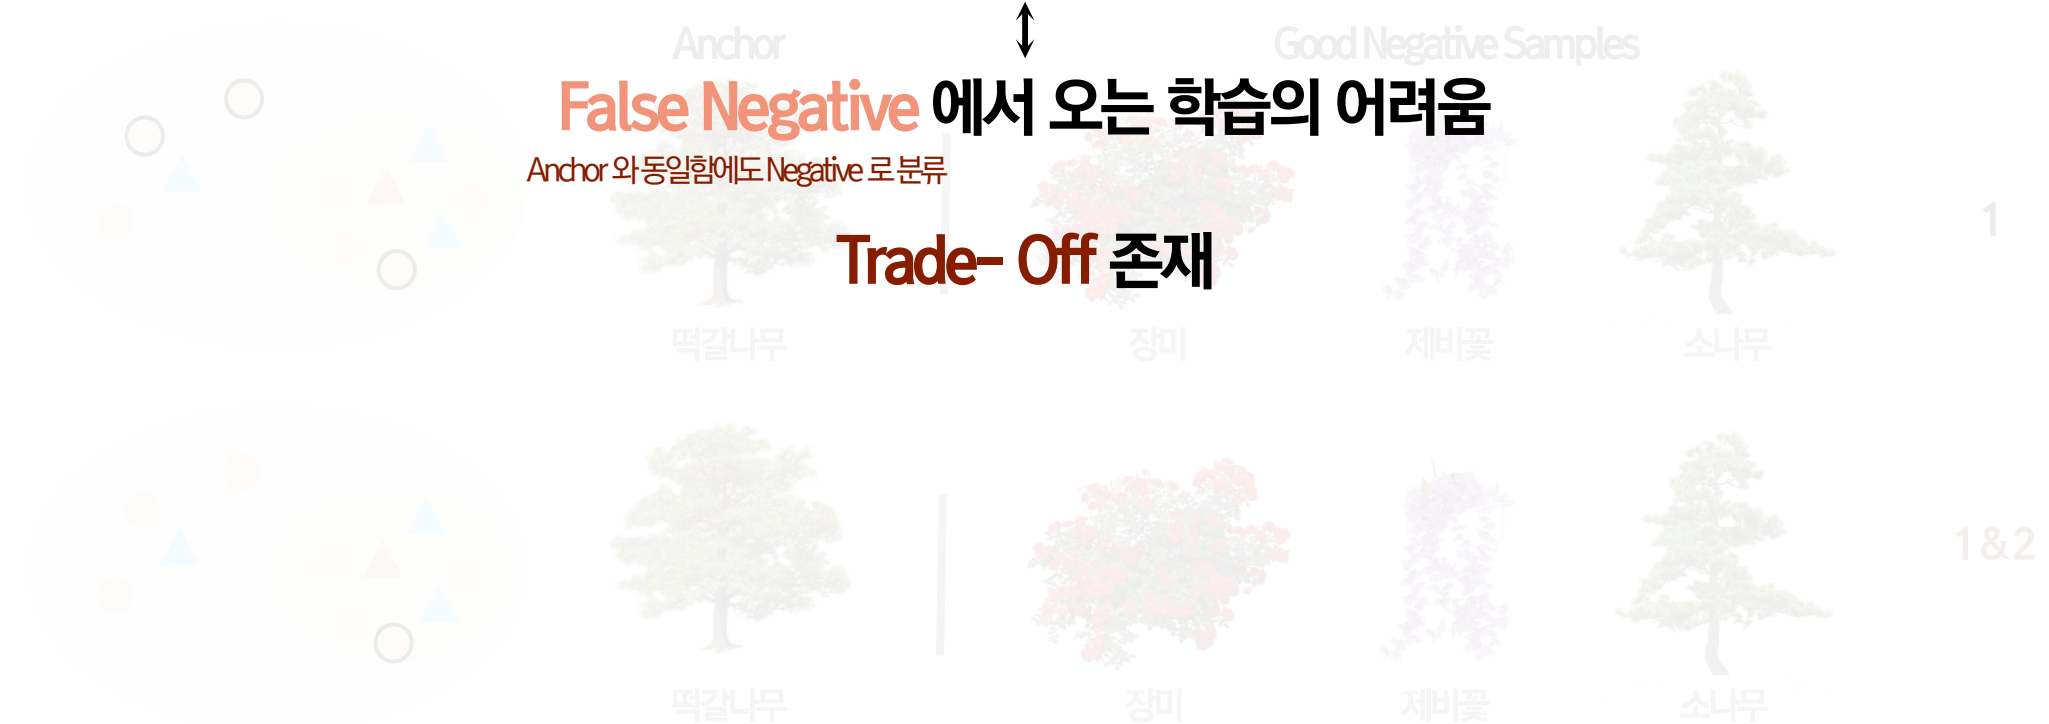 Anchor Good Negative Samples
False Negative 에서 오는 학습의 어려움
Anchor 와 동일함에도 Negative 로 분류
1
Trade- Off 존재
떡갈나무 장미 제비꽃 소나무
1 & 2
떡갈나무 장미 제비꽃 소나무